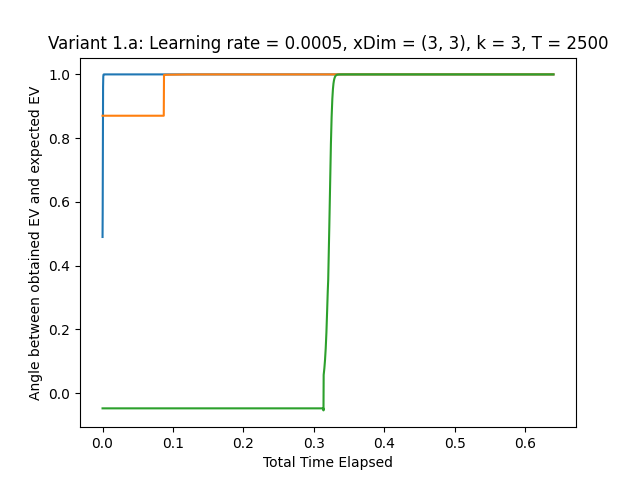 Variant 1.a: Learning rate = 0.0005, xDim = (3, 3), k = 3, T = 2500
Angle between obtained EV and expected EV
1.0
0.8
0.6
0.4
0.2
0.0
0.0 0.1 0.2 0.3 0.4 0.5 0.6
Total Time Elapsed